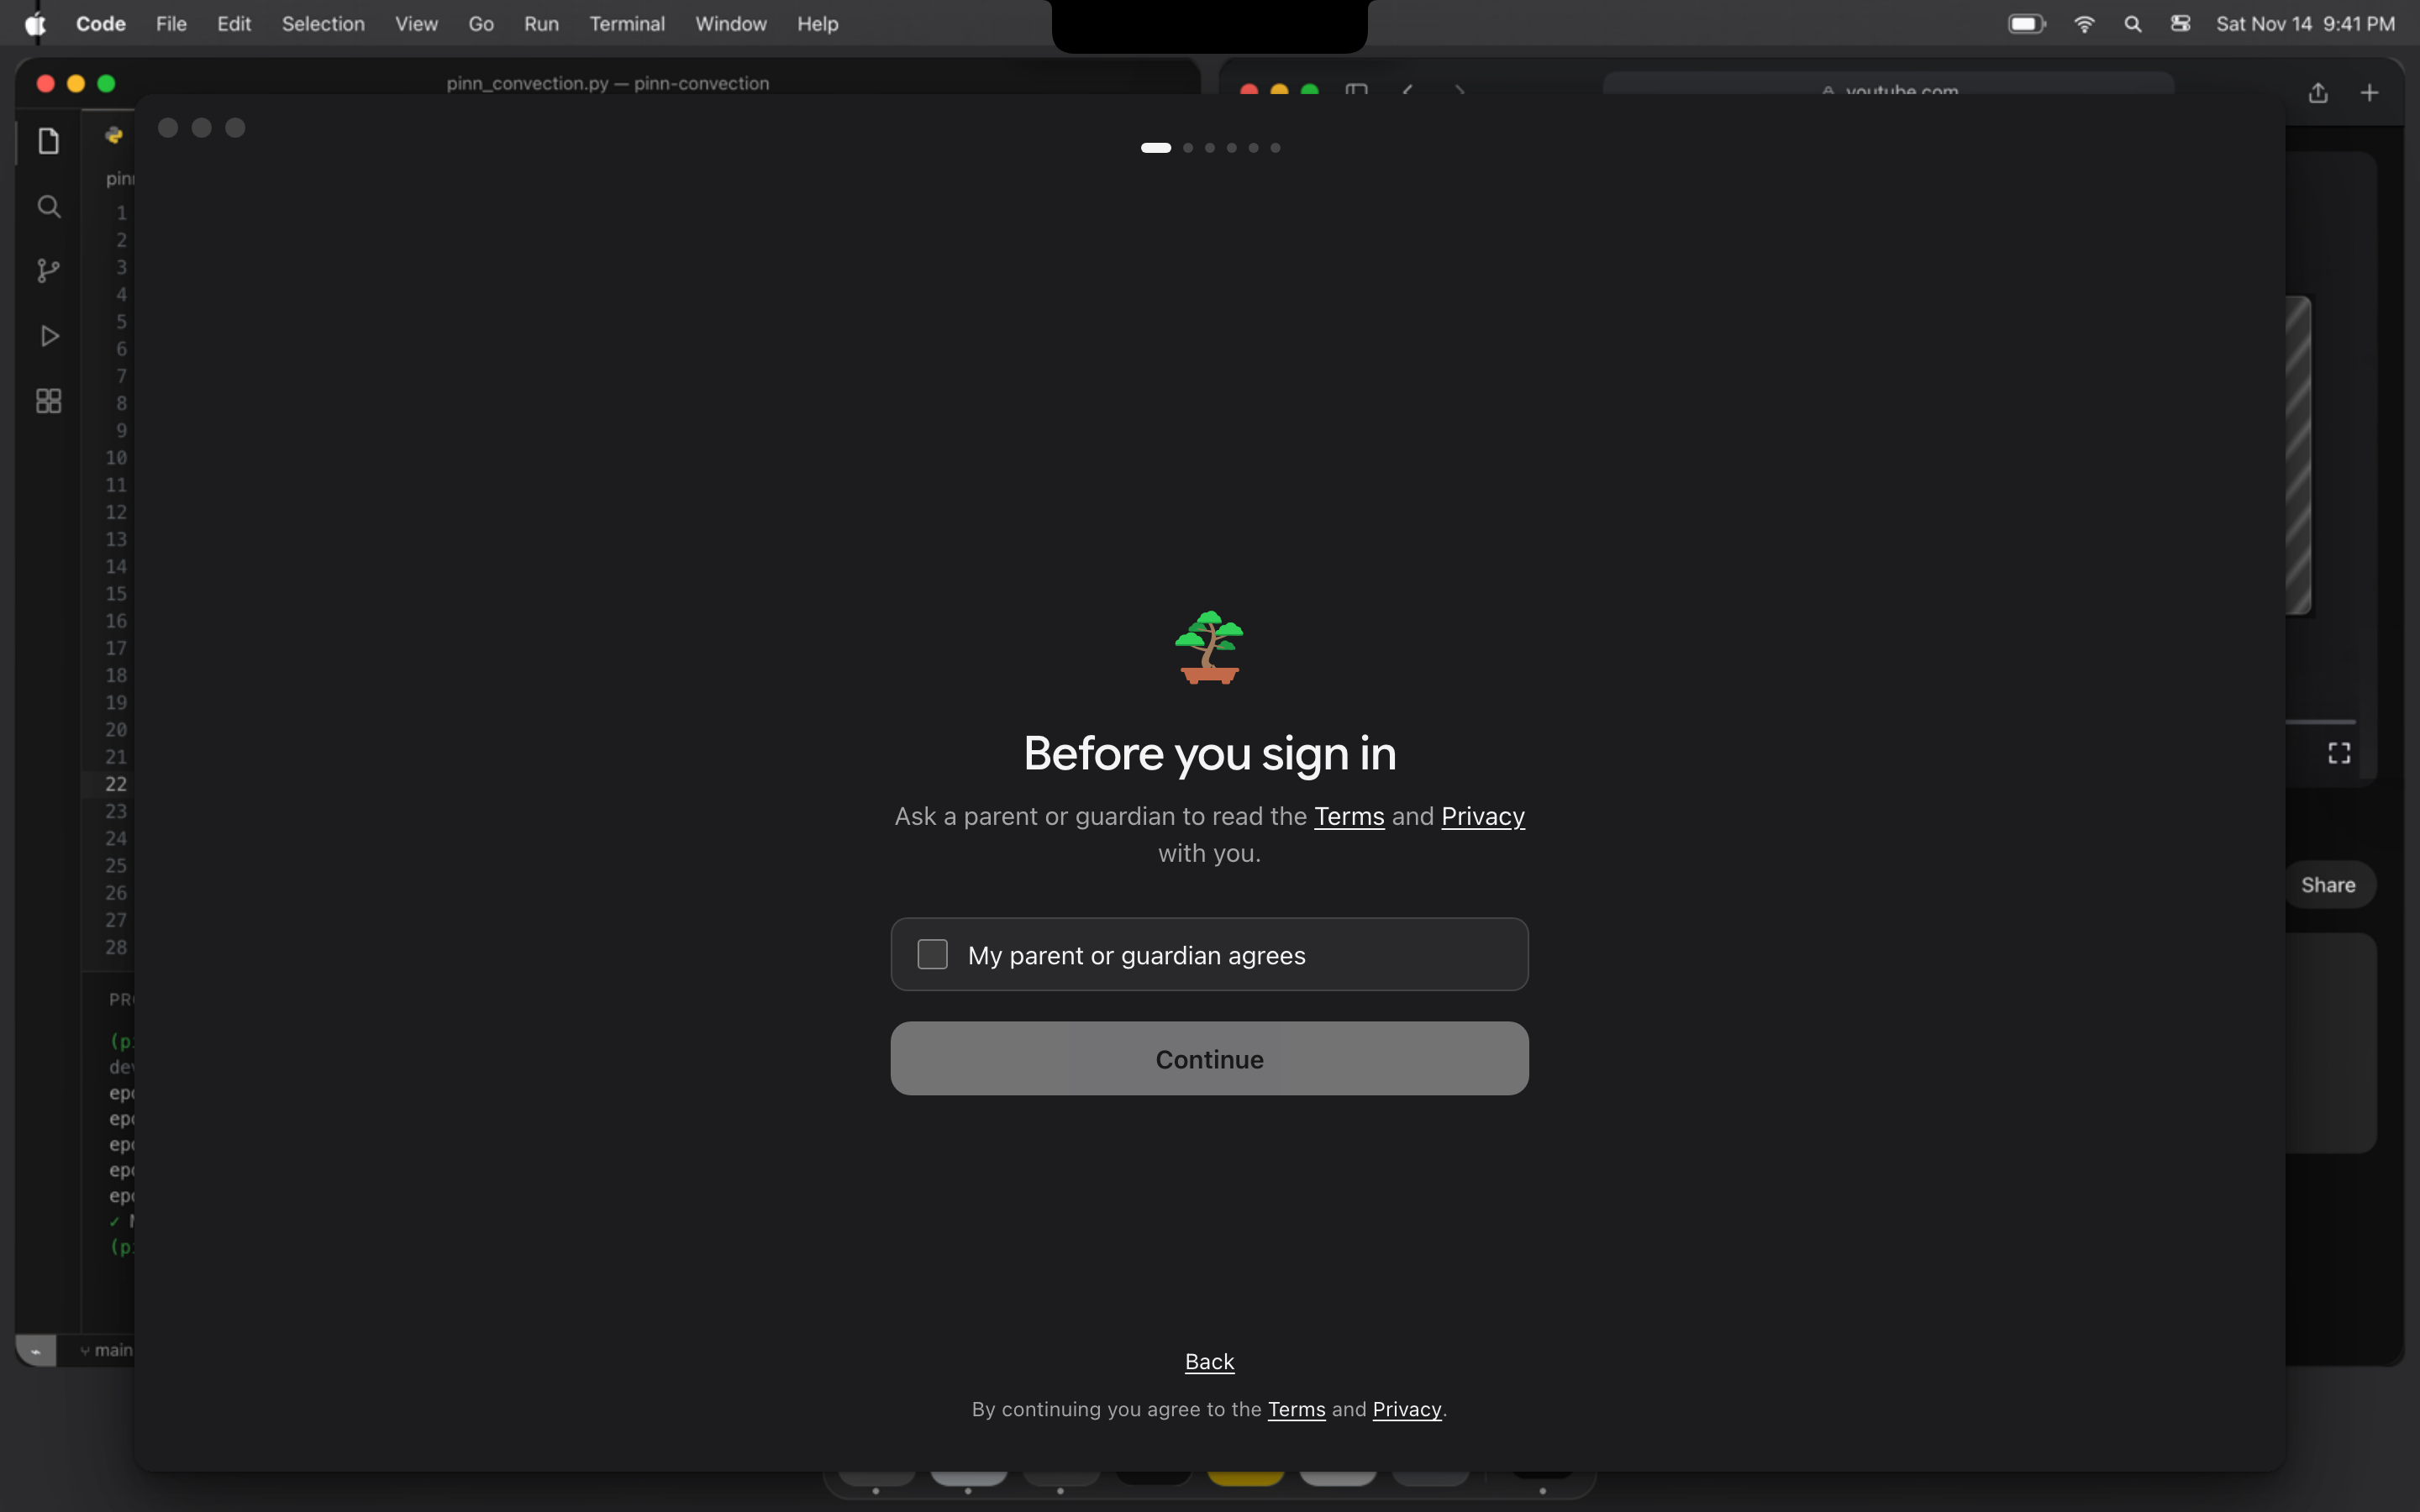 Code File Edit Selection View Go Run Terminal Window Help
Sat Nov 14 9:41 PM
pinn_convection.py — pinn-convection
youtube.com
1
2
3
4
5
6
7
8
9
10
11
12
13
14
15
16
17
18
19
20
21
22
23
24
25
26
27
28
main
Before you sign in
Ask a parent or guardian to read the Terms and Privacy
with you.
My parent or guardian agrees
Continue
Back
By continuing you agree to the Terms and Privacy.
Share